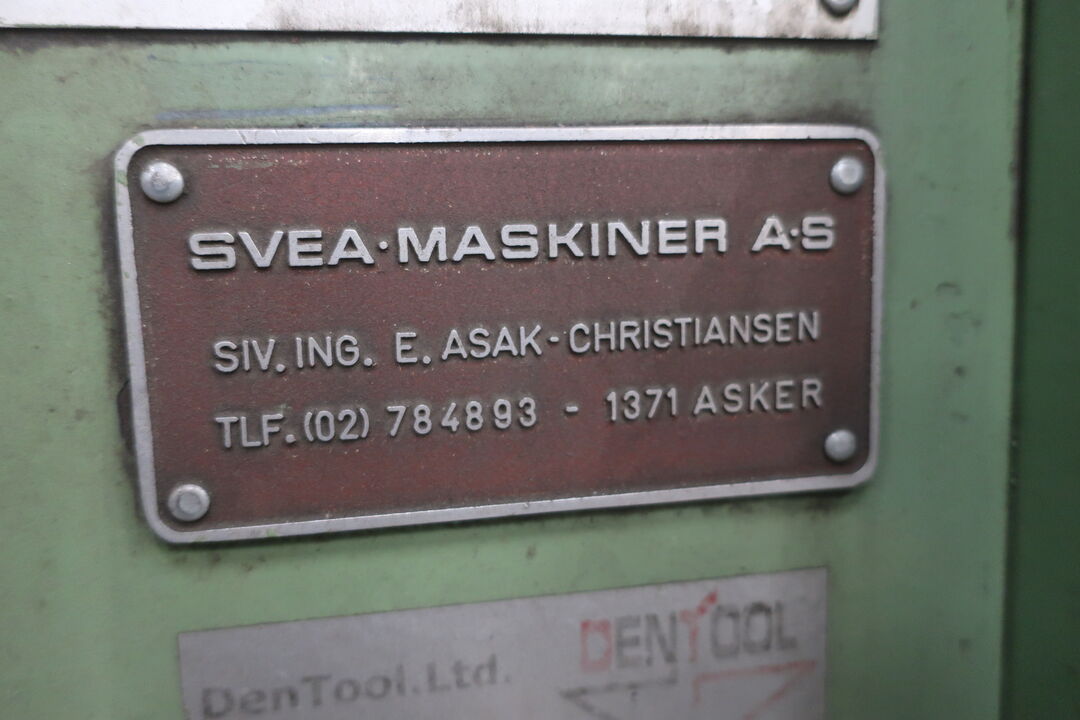 SVEA·MASKINER A·S
SIV. ING. E. ASAK-CHRISTIANSEN
TLF. (02) 784893 - 1371 ASKER
DENTOOL
DenTool.Ltd.